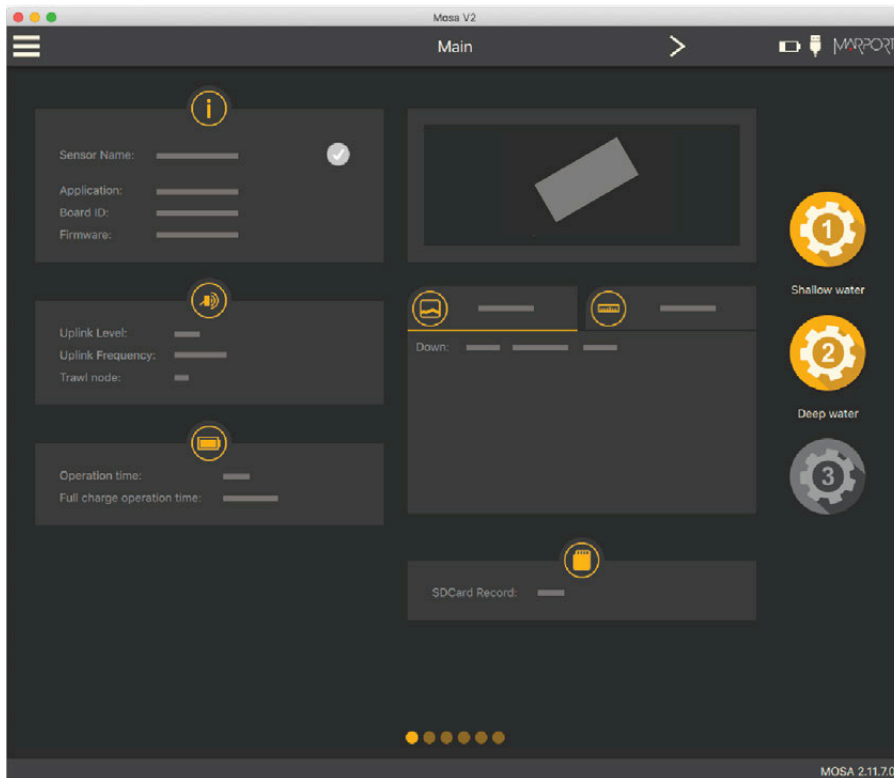 Mosa V2
Main
MARPORT
Sensor Name:
Application:
Board ID:
Firmware:
Uplink Level:
Uplink Frequency:
Trawl node:
Operation time:
Full charge operation time:
Down:
SDCard Record:
1
Shallow water
2
Deep water
3
MOSA 2.11.7.0